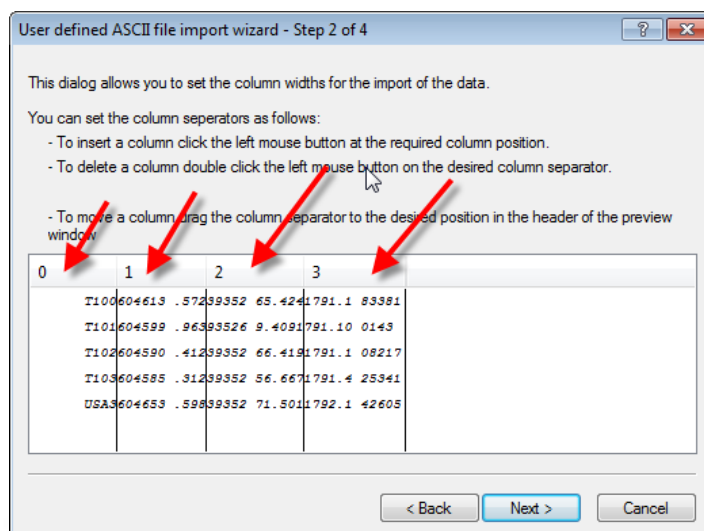 User defined ASCII file import wizard - Step 2 of 4
This dialog allows you to set the column widths for the import of the data.
You can set the column seperators as follows:
- To insert a column click the left mouse button at the required column position.
- To delete a column double click the left mouse button on the desired column separator.
- To move a column drag the column separator to the desired position in the header of the preview
window
0 1 2 3
T100604613 .57239352 65.4241791.1 83381
T101604599 .96393526 9.4091791.10 0143
T102604590 .41239352 66.4191791.1 08217
T103604585 .31239352 56.6671791.4 25341
USA3604653 .59839352 71.5011792.1 42605
< Back Next > Cancel